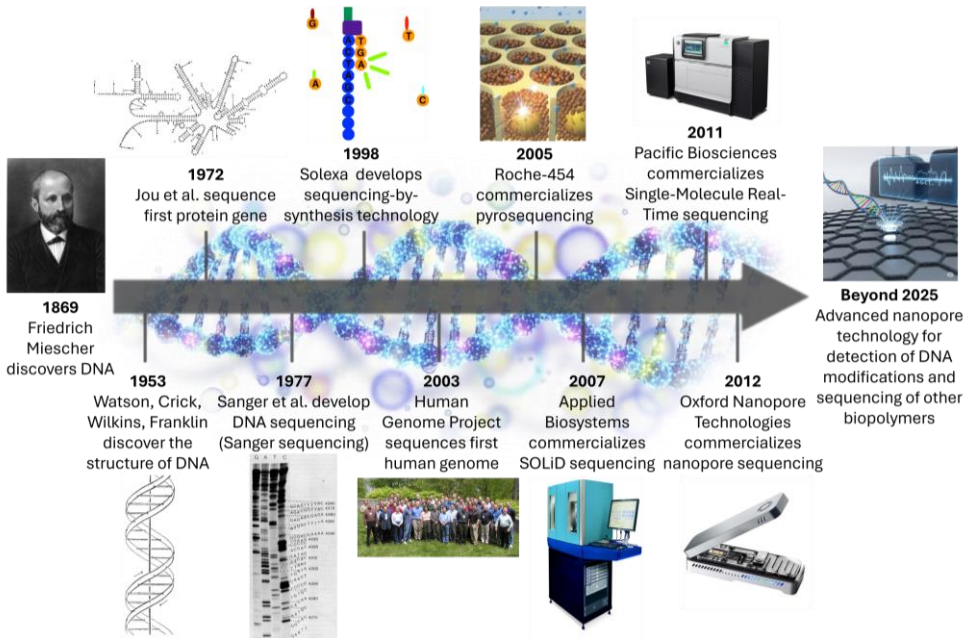 G
T
A
C
A T
C G
T A
A
G
C
1972
Jou et al. sequence
first protein gene
1998
Solexa develops
sequencing-by-
synthesis technology
2005
Roche-454
commercializes
pyrosequencing
2011
Pacific Biosciences
commercializes
Single-Molecule Real-
Time sequencing
1869
Friedrich
Miescher
discovers DNA
Beyond 2025
Advanced nanopore
technology for
detection of DNA
modifications and
sequencing of other
biopolymers
1953
Watson, Crick,
Wilkins, Franklin
discover the
structure of DNA
1977
Sanger et al. develop
DNA sequencing
(Sanger sequencing)
2003
Human
Genome Project
sequences first
human genome
2007
Applied
Biosystems
commercializes
SOLiD sequencing
2012
Oxford Nanopore
Technologies
commercializes
nanopore sequencing
G A T C